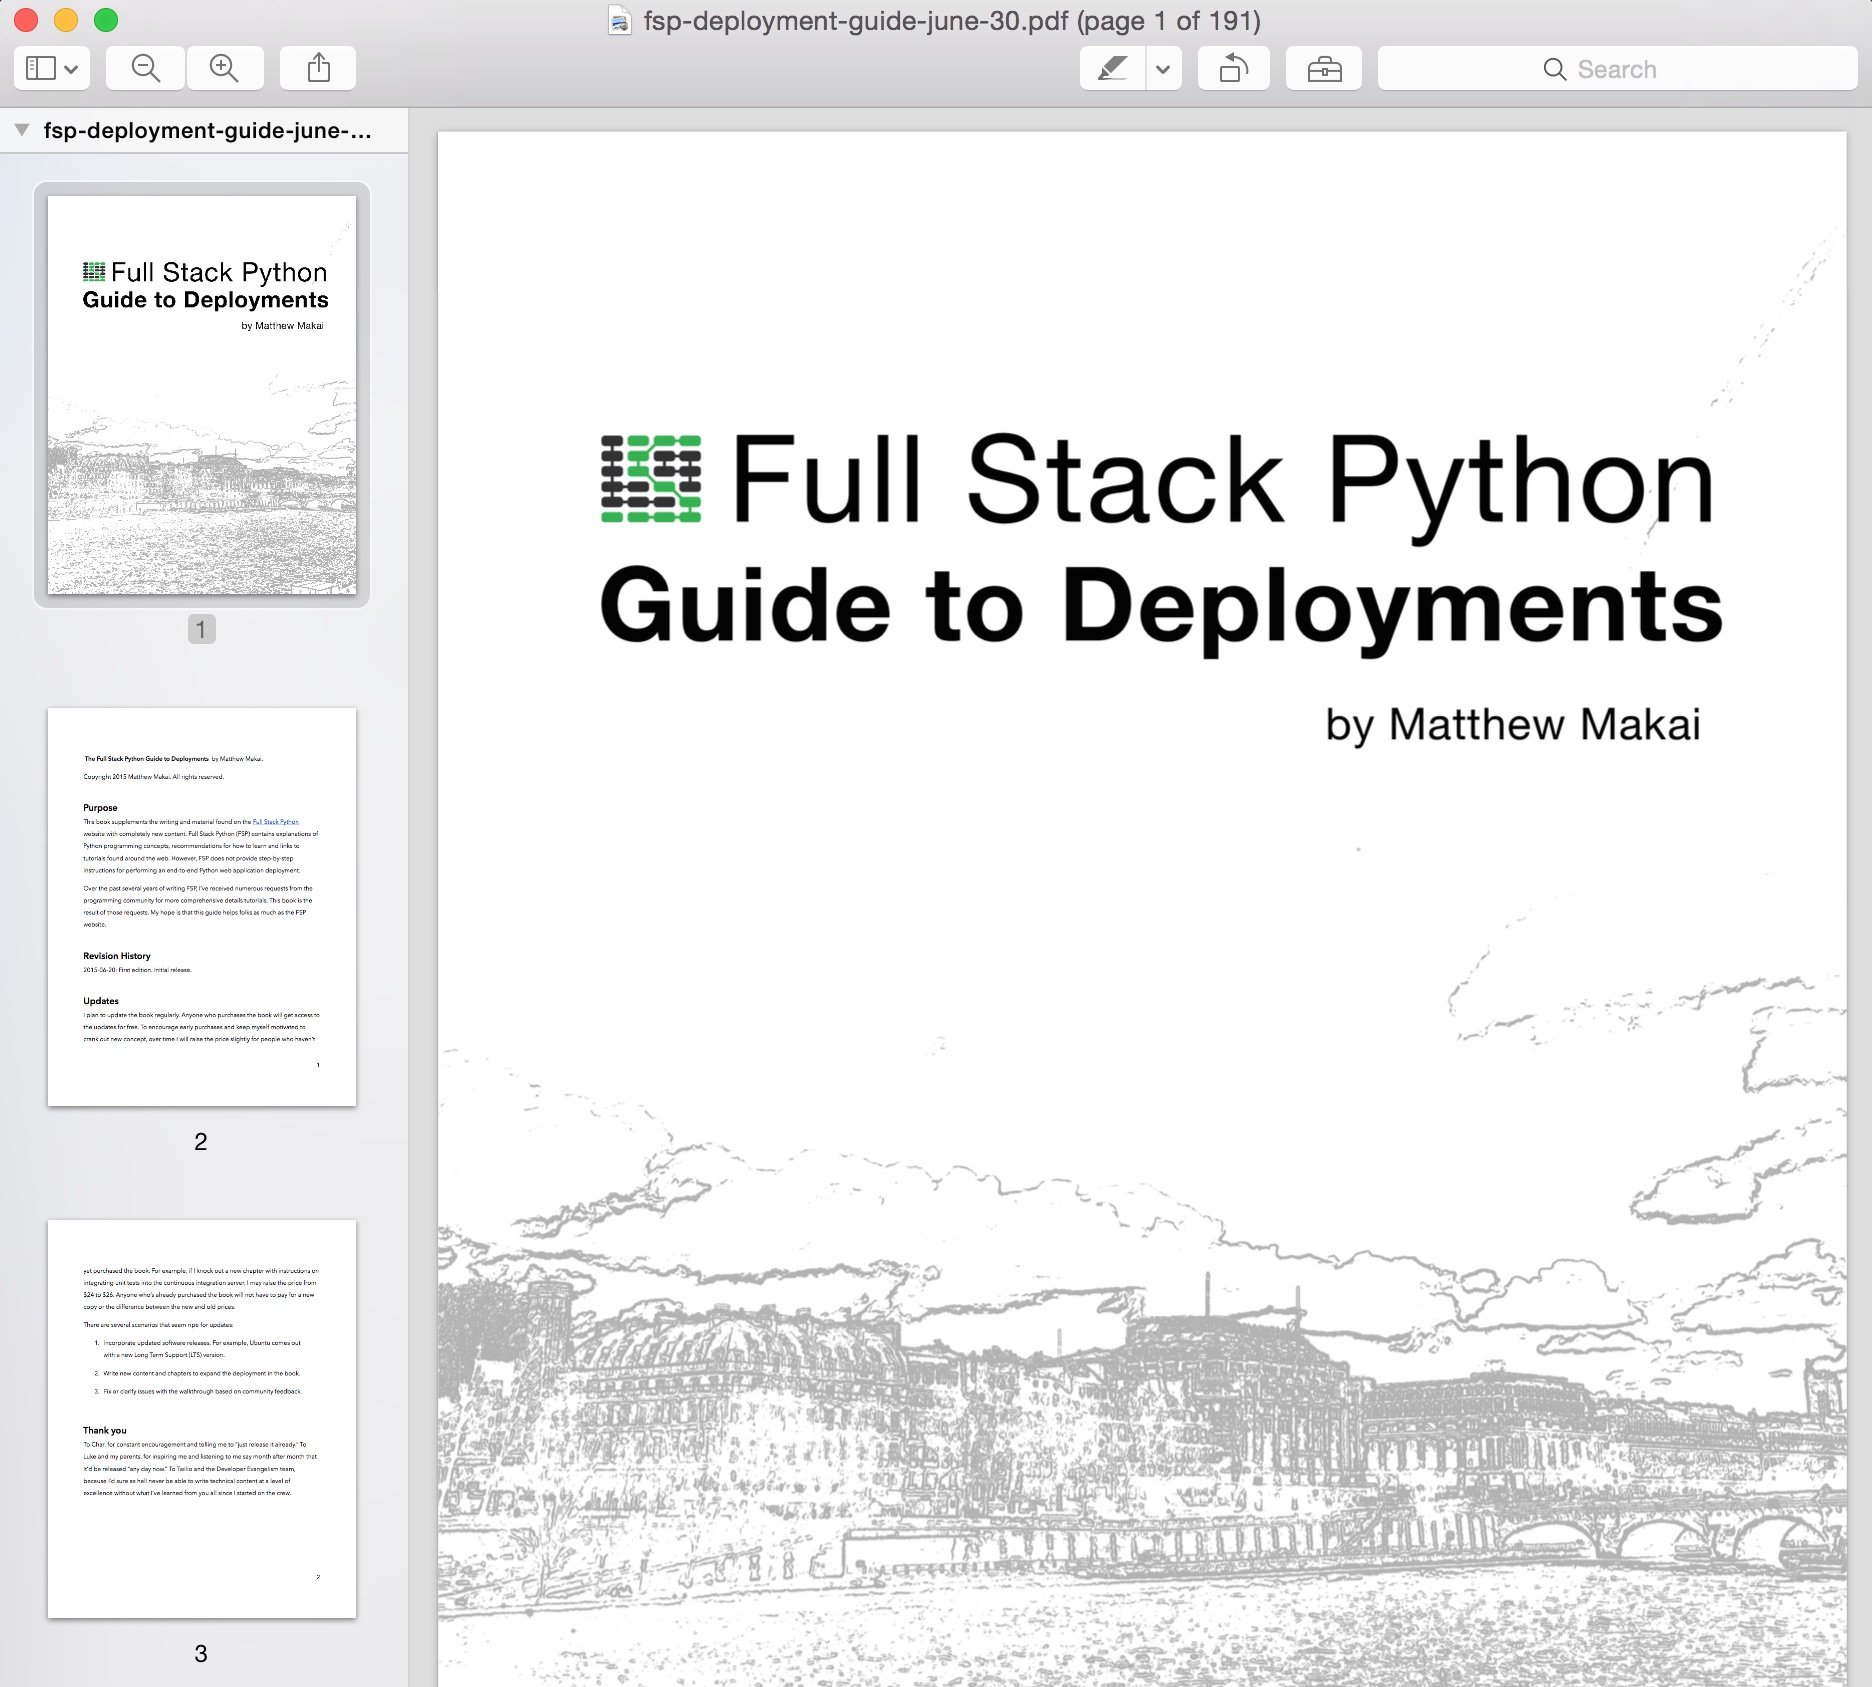 fsp-deployment-guide-june-30.pdf (page 1 of 191)
Search
fsp-deployment-guide-june-...
Full Stack Python
Guide to Deployments
by Matthew Makai
1
The Full Stack Python Guide to Deployments by Matthew Makai.
Copyright 2015 Matthew Makai. All rights reserved.
Purpose
This book supplements the writing and material found on the Full Stack Python
website with completely new content. Full Stack Python (FSP) contains explanations of
Python programming concepts, recommendations for how to learn and links to
tutorials found around the web. However, FSP does not provide step-by-step
instructions for performing an end-to-end Python web application deployment.
Over the past several years of writing FSP, I've received numerous requests from the
programming community for more comprehensive details tutorials. This book is the
result of those requests. My hope is that this guide helps folks as much as the FSP
website.
Revision History
2015-06-20: First edition. Initial release.
Updates
I plan to update the book regularly. Anyone who purchases the book will get access to
the updates for free. To encourage early purchases and keep myself motivated to
crank out new concept, over time I will raise the price slightly for people who haven't
1
2
yet purchased the book. For example, if I knock out a new chapter with instructions on
integrating unit tests into the continuous integration server, I may raise the price from
$24 to $26. Anyone who's already purchased the book will not have to pay for a new
copy or the difference between the new and old prices.
There are several scenarios that seem ripe for updates:
1. Incorporate updated software releases. For example, Ubuntu comes out
with a new Long Term Support (LTS) version.
2. Write new content and chapters to expand the deployment in the book.
3. Fix or clarify issues with the walkthrough based on community feedback.
Thank you
To Char, for constant encouragement and telling me to "just release it already." To
Luke and my parents, for inspiring me and listening to me say month after month that
it'd be released "any day now." To Twilio and the Developer Evangelism team,
because I'd sure as hell never be able to write technical content at a level of
excellence without what I've learned from you all since I started on the crew.
2
3
Full Stack Python
Guide to Deployments
by Matthew Makai